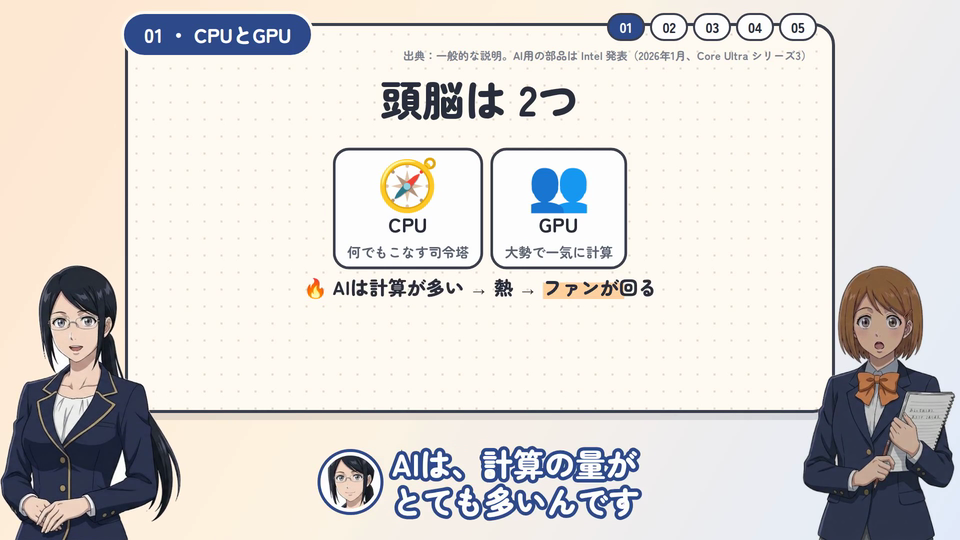 01 • CPUとGPU
01 02 03 04 05
出典:一般的な説明。AI用の部品は Intel 発表(2026年1月、Core Ultra シリーズ3)
頭脳は 2つ
CPU
何でもこなす司令塔
GPU
大勢で一気に計算
AIは計算が多い → 熱 → ファンが回る
AIは、計算の量が
とても多いんです